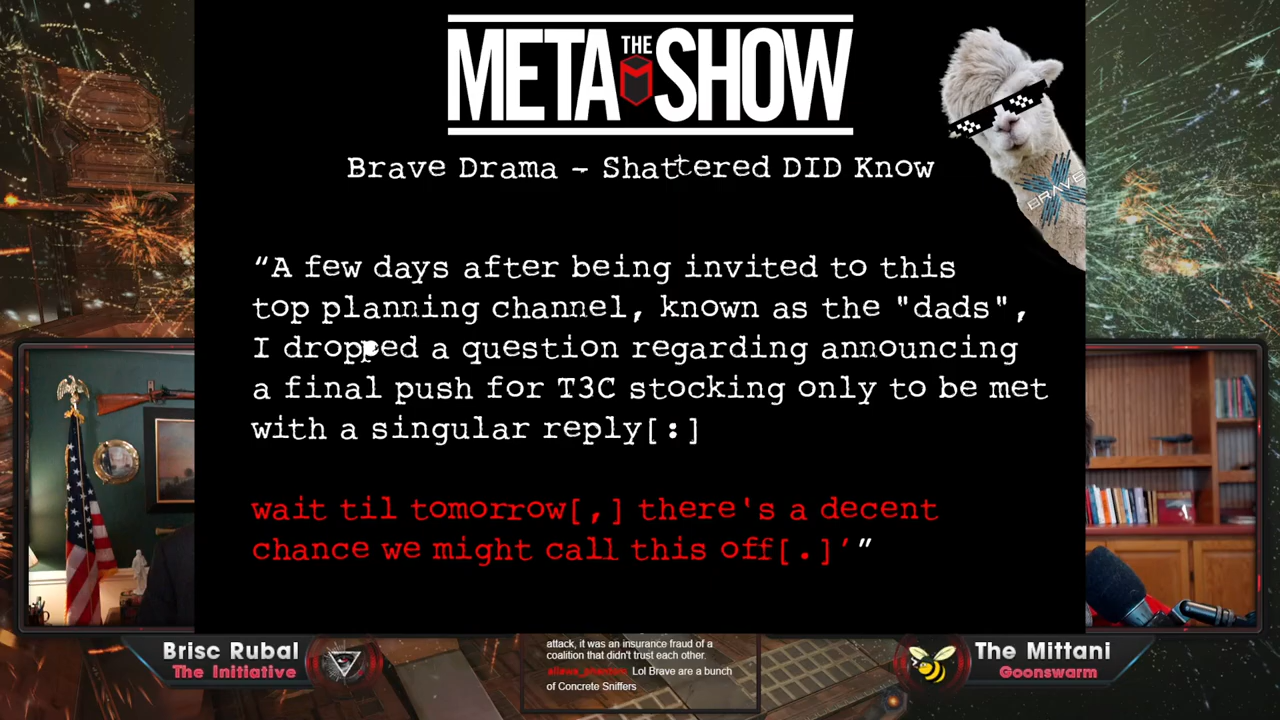 META THE SHOW
Brave Drama - Shattered DID Know
BRAVE
“A few days after being invited to this
top planning channel, known as the "dads",
I dropped a question regarding announcing
a final push for T3C stocking only to be met
with a singular reply[:]
wait til tomorrow[,] there's a decent
chance we might call this off[.]’”
Brisc Rubal
The Initiative
attack, it was an insurance fraud of a
coalition that didn't trust each other.
Lol Brave are a bunch
of Concrete Sniffers
The Mittani
Goonswarm